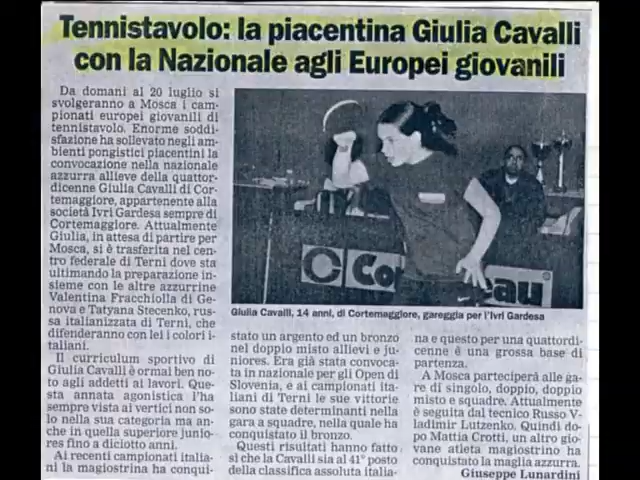 Tennistavolo: la piacentina Giulia Cavalli
con la Nazionale agli Europei giovanili
Da domani al 20 luglio si
svolgeranno a Mosca i cam-
pionati europei giovanili di
tennistavolo. Enorme soddi-
sfazione ha sollevato negli am-
bienti pongistici piacentini la
convocazione nella nazionale
azzurra allieve della quattor-
dicenne Giulia Cavalli di Cor-
temaggiore, appartenente alla
società Ivri Gardesa sempre di
Cortemaggiore. Attualmente
Giulia, in attesa di partire per
Mosca, si è trasferita nel cen-
tro federale di Terni dove sta
ultimando la preparazione in-
sieme con le altre azzurrine
Valentina Fracchiolla di Ge-
nova e Tatyana Stecenko, rus-
sa italianizzata di Terni, che
difenderanno con lei i colori i-
taliani.
Il curriculum sportivo di
Giulia Cavalli è ormai ben no-
to agli addetti ai lavori. Que-
sta annata agonistica l'ha
sempre vista ai vertici non so-
lo nella sua categoria ma an-
che in quella superiore junio-
res fino a diciotto anni.
Ai recenti campionati italia-
ni la magiostrina ha conqui-
Co
au
Giulia Cavalli, 14 anni, di Cortemaggiore, gareggia per l'Ivri Gardesa
stato un argento ed un bronzo
nel doppio misto allievi e ju-
niores. Era già stata convoca-
ta in nazionale per gli Open di
Slovenia, e ai campionati ita-
liani di Terni le sue vittorie
sono state determinanti nella
gara a squadre, nella quale ha
conquistato il bronzo.
Questi risultati hanno fatto
sì che la Cavalli sia al 41° posto
della classifica assoluta italia-
na e questo per una quattordi-
cenne è una grossa base di
partenza.
A Mosca parteciperà alle ga-
re di singolo, doppio, doppio
misto e squadre. Attualmente
è seguita dal tecnico Russo V-
ladimir Lutzenko. Quindi do-
po Mattia Crotti, un altro gio-
vane atleta magiostrino ha
conquistato la maglia azzurra.
Giuseppe Lunardini